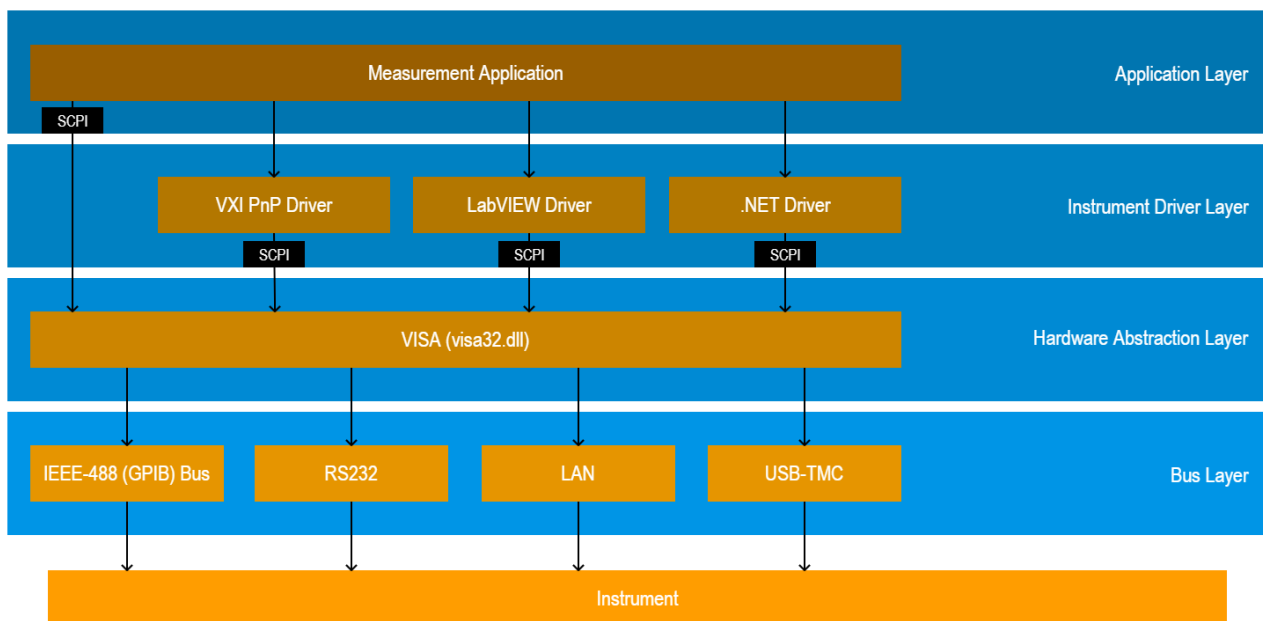 Measurement Application
Application Layer
SCPI
VXI PnP Driver
LabVIEW Driver
.NET Driver
Instrument Driver Layer
SCPI
SCPI
SCPI
VISA (visa32.dll)
Hardware Abstraction Layer
IEEE-488 (GPIB) Bus
RS232
LAN
USB-TMC
Bus Layer
Instrument